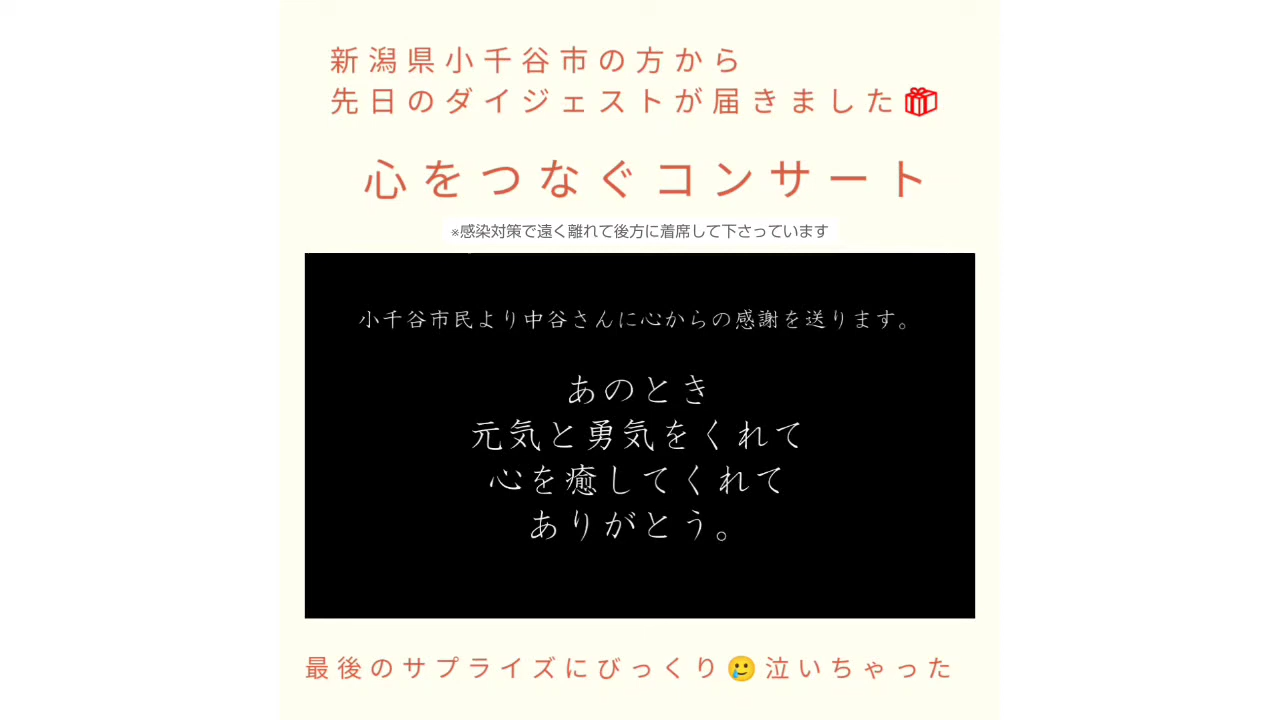 新潟県小千谷市の方から
先日のダイジェストが届きました🎁
心をつなぐコンサート
※感染対策で遠く離れて後方に着席して下さっています
小千谷市民より中谷さんに心からの感謝を送ります。
あのとき
元気と勇気をくれて
心を癒してくれて
ありがとう。
最後のサプライズにびっくり🥲泣いちゃった